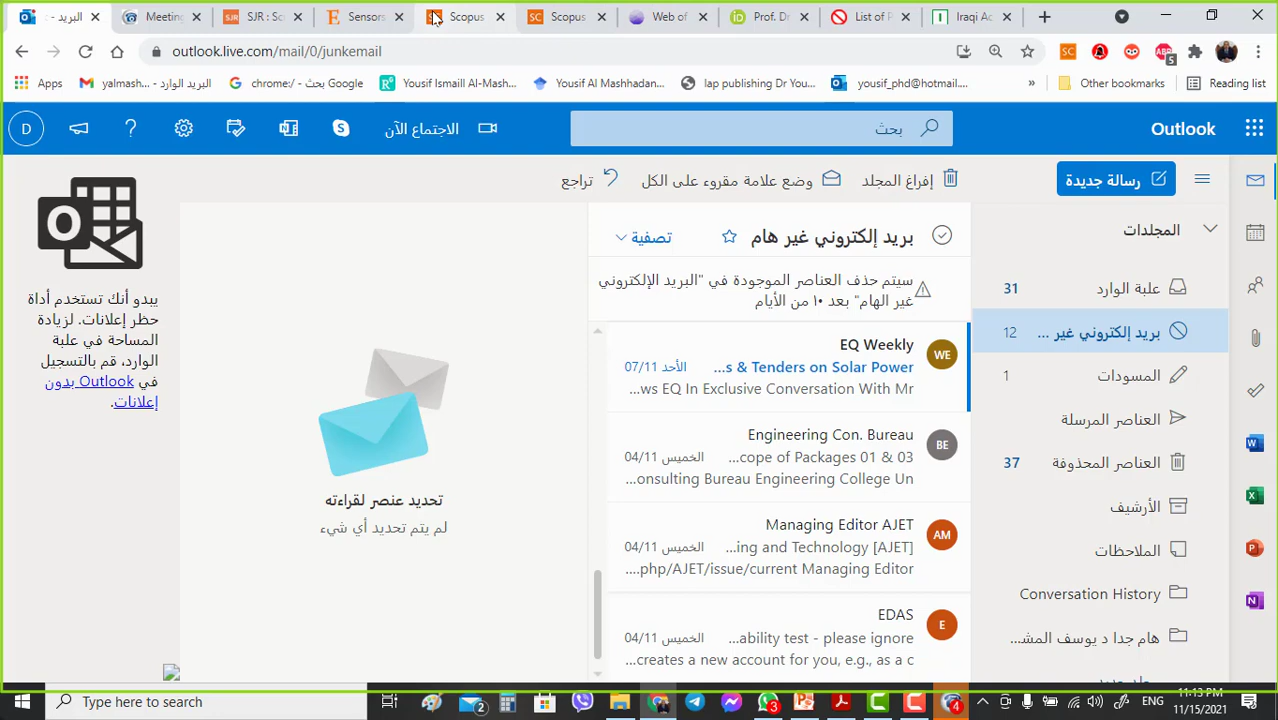 البريد -
Meeting
SJR : Sc
Sensors
Scopus
Scopus
Web of
Prof. Dr
List of P
Iraqi Ac
outlook.live.com/mail/0/junkemail
Apps
yalmash... - البريد الوارد
chrome:/ - بحث Google
Yousif Ismaill Al-Mash...
Yousif Al Mashhadan...
lap publishing Dr Yo...
yousif_phd@hotmail....
Other bookmarks
Reading list
Outlook
بحث
الاجتماع الآن
D
رسالة جديدة
إفراغ المجلد
وضع علامة مقروء على الكل
تراجع
المجلدات
علبة الوارد
31
بريد إلكتروني غير ...
12
المسودات
1
العناصر المرسلة
العناصر المحذوفة
37
الأرشيف
الملاحظات
Conversation History
هام جدا د يوسف المش...
بريد إلكتروني غير هام
تصفية
سيتم حذف العناصر الموجودة في "البريد الإلكتروني
غير الهام" بعد ١٠ من الأيام
WE
EQ Weekly
...s & Tenders on Solar Power
الأحد 07/11
...ws EQ In Exclusive Conversation With Mr
BE
Engineering Con. Bureau
...cope of Packages 01 & 03
الخميس 04/11
...onsulting Bureau Engineering College Un
AM
Managing Editor AJET
...ing and Technology [AJET]
الخميس 04/11
....php/AJET/issue/current Managing Editor
E
EDAS
...ability test - please ignore
الخميس 04/11
...creates a new account for you, e.g., as a c
تحديد عنصر لقراءته
لم يتم تحديد أي شيء
يبدو أنك تستخدم أداة
حظر إعلانات. لزيادة
المساحة في علبة
الوارد، قم بالتسجيل
في Outlook بدون
إعلانات.
Type here to search
2
3
4
ENG
11:13 PM
11/15/2021